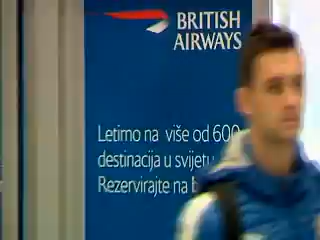 BRITISH
AIRWAYS
Letimo na više od 600
destinacija u svijetu
Rezervirajte na